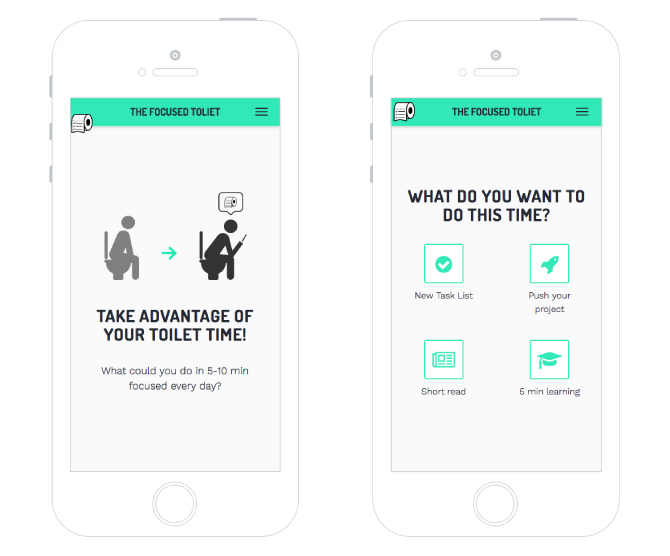 THE FOCUSED TOLIET
TAKE ADVANTAGE OF
YOUR TOILET TIME!
What could you do in 5-10 min
focused every day?
THE FOCUSED TOLIET
WHAT DO YOU WANT TO
DO THIS TIME?
New Task List
Push your
project
Short read
5 min learning